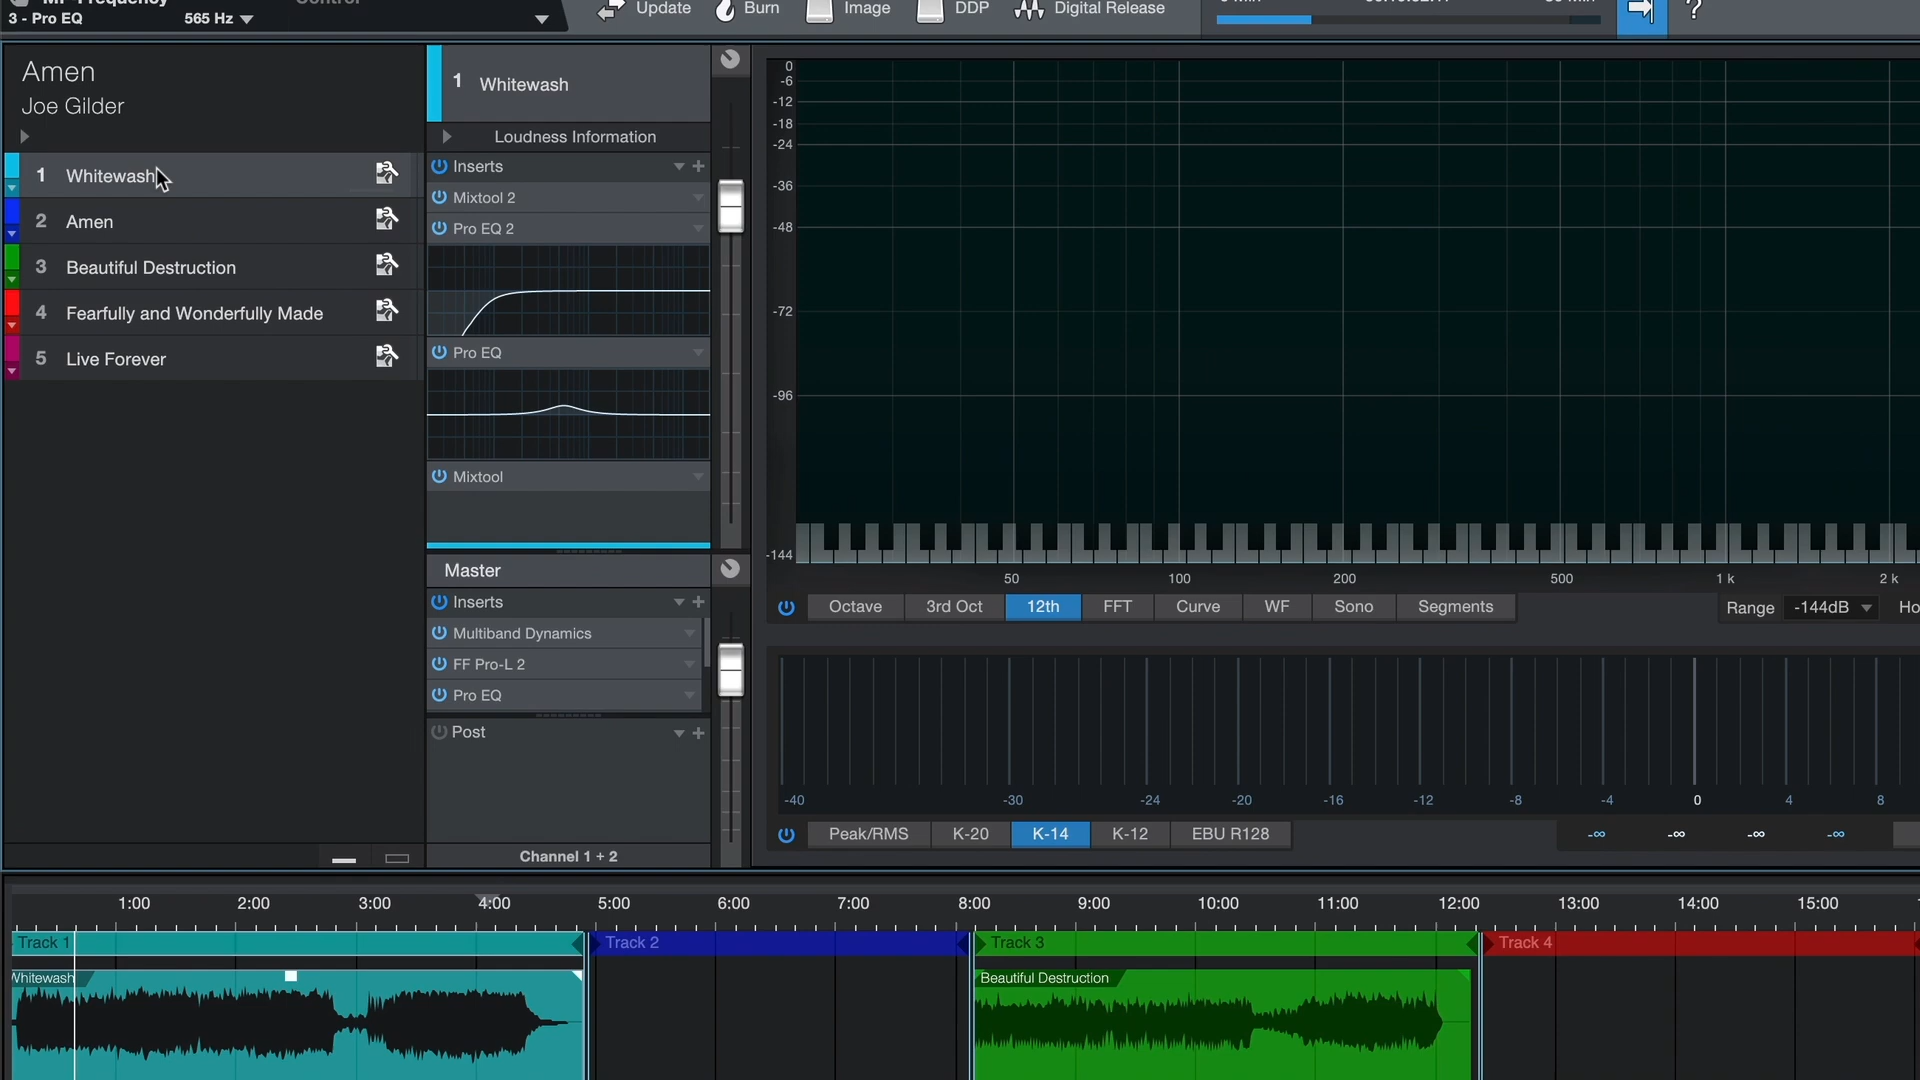 3 - Pro EQ
565 Hz
Update
Burn
Image
DDP
Digital Release
?
Amen
Joe Gilder
1 Whitewash
2 Amen
3 Beautiful Destruction
4 Fearfully and Wonderfully Made
5 Live Forever
1 Whitewash
Loudness Information
Inserts
Mixtool 2
Pro EQ 2
Pro EQ
Mixtool
Master
Inserts
Multiband Dynamics
FF Pro-L 2
Pro EQ
Post
Channel 1 + 2
0
-6
-12
-18
-24
-36
-48
-72
-96
-144
50 100 200 500 1 k 2 k
Octave 3rd Oct 12th FFT Curve WF Sono Segments
Range -144dB Ho
-40 -30 -24 -20 -16 -12 -8 -4 0 4 8
Peak/RMS K-20 K-14 K-12 EBU R128
-∞ -∞ -∞ -∞
1:00 2:00 3:00 4:00 5:00 6:00 7:00 8:00 9:00 10:00 11:00 12:00 13:00 14:00 15:00
Track 1 Track 2 Track 3 Track 4
Whitewash Beautiful Destruction